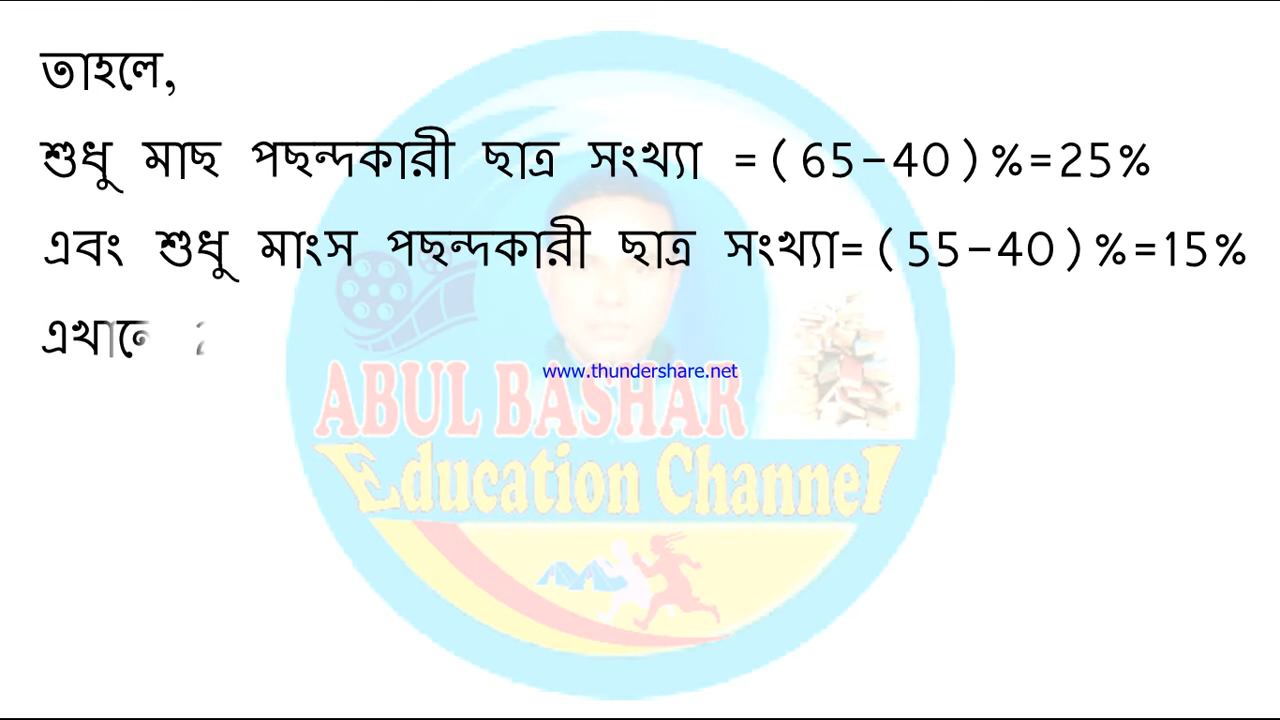 তাহলে,
শুধু মাছ পছন্দকারী ছাত্র সংখ্যা =(65-40)%=25%
এবং শুধু মাংস পছন্দকারী ছাত্র সংখ্যা=(55-40)%=15%
এখানে
www.thundershare.net
ABUL BASHAR
Education Channel